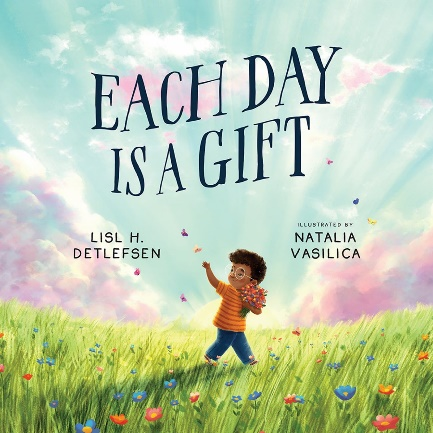 EACH DAY
IS A GIFT
LISL H.
DETLEFSEN
ILLUSTRATED BY
NATALIA
VASILICA